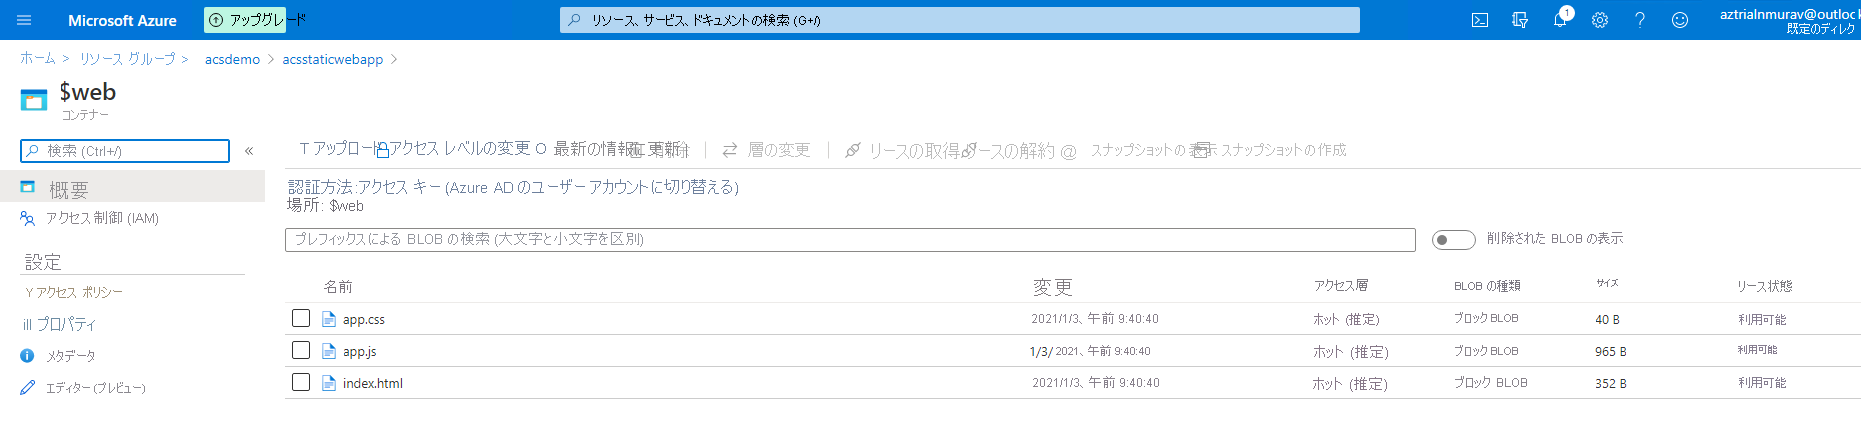 Microsoft Azure アップグレード リソース、サービス、ドキュメントの検索 (G+/) 1 aztrialnmurav@outloc
既定のディレク
ホーム > リソース グループ > acsdemo > acsstaticwebapp >
$web
コンテナー
検索 (Ctrl+/) «
概要
アクセス制御 (IAM)
設定
Y アクセス ポリシー
ill プロパティ
メタデータ
エディター (プレビュー)
T アップロード アクセス レベルの変更 O 最新の情報に更新 削除 層の変更 リースの取得 リースの解約 @ スナップショットの表示 スナップショットの作成
認証方法:アクセス キー (Azure AD のユーザー アカウントに切り替える)
場所: $web
プレフィックスによる BLOB の検索 (大文字と小文字を区別) 削除された BLOB の表示
名前 変更 アクセス層 BLOB の種類 サイズ リース状態
app.css 2021/1/3、午前 9:40:40 ホット (推定) ブロック BLOB 40 B 利用可能
app.js 1/3/ 2021、午前 9:40:40 ホット (推定) ブロック BLOB 965 B 利用可能
index.html 2021/1/3、午前 9:40:40 ホット (推定) ブロック BLOB 352 B 利用可能